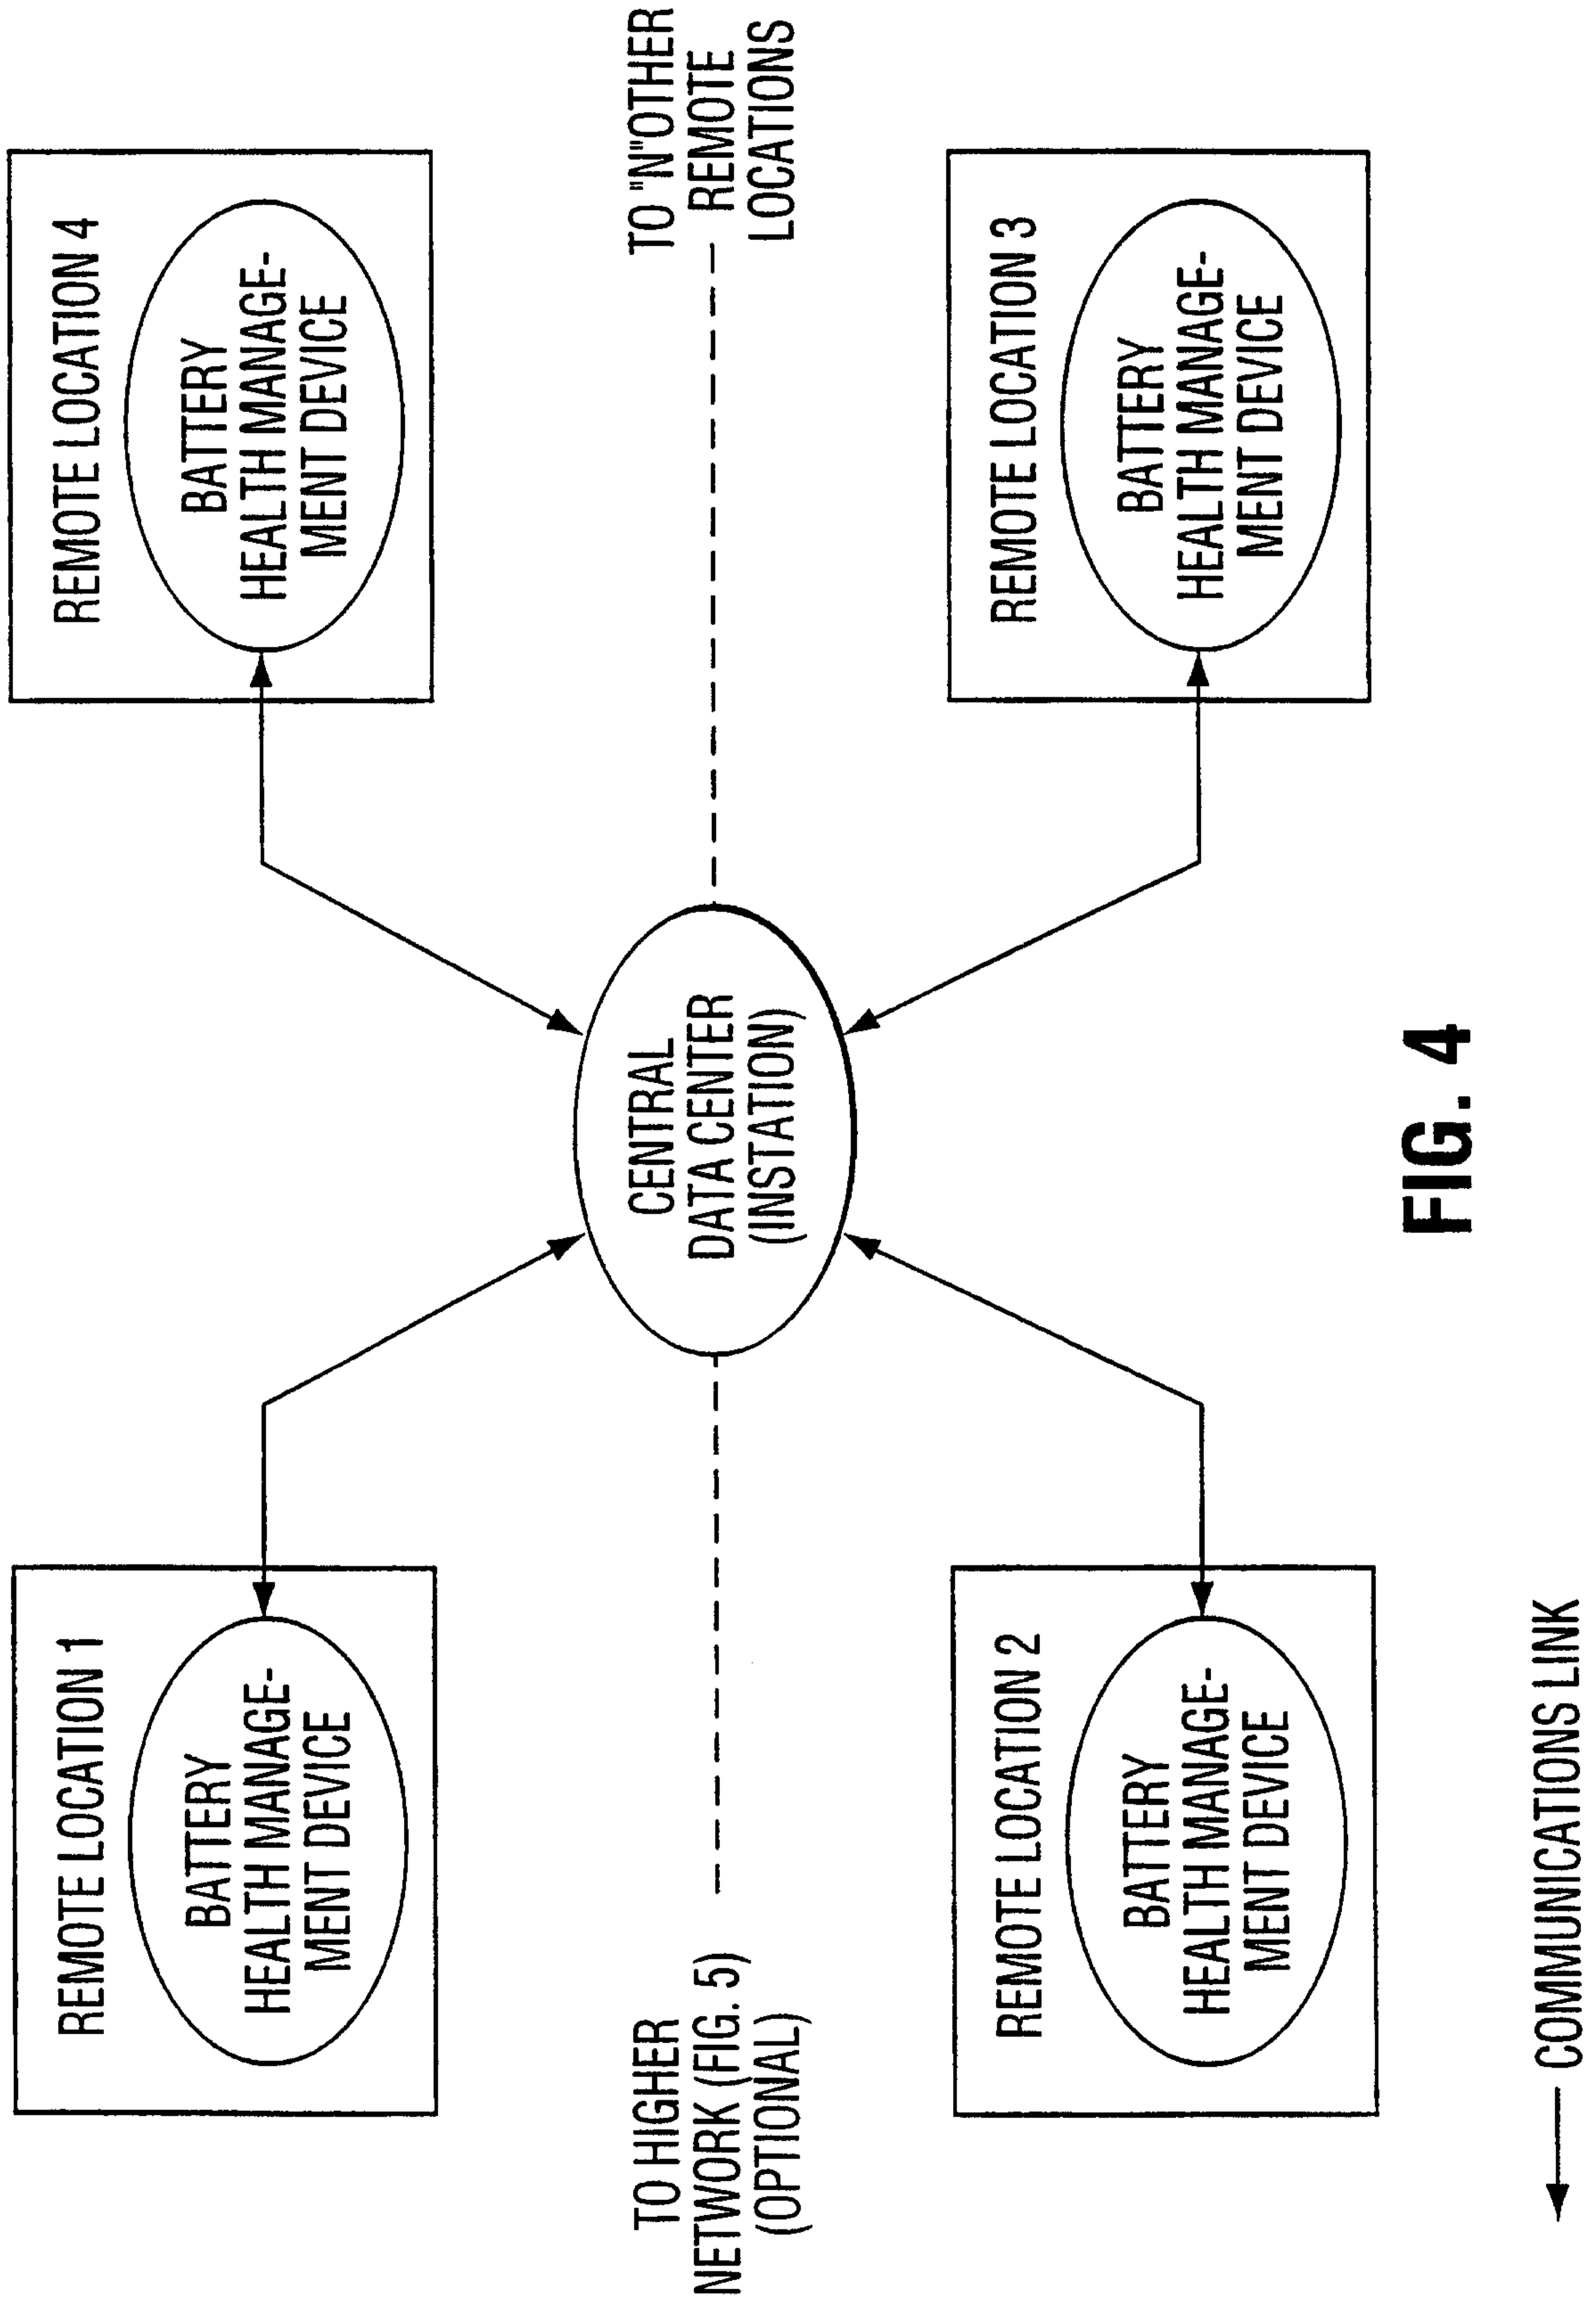 REMOTE LOCATION 1
BATTERY
HEALTH MANAGE-
MENT DEVICE
REMOTE LOCATION 4
BATTERY
HEALTH MANAGE-
MENT DEVICE
TO HIGHER
NETWORK (FIG. 5)
(OPTIONAL)
CENTRAL
DATA CENTER
(INSTATION)
TO "N" OTHER
REMOTE
LOCATIONS
REMOTE LOCATION 2
BATTERY
HEALTH MANAGE-
MENT DEVICE
REMOTE LOCATION 3
BATTERY
HEALTH MANAGE-
MENT DEVICE
COMMUNICATIONS LINK
FIG. 4